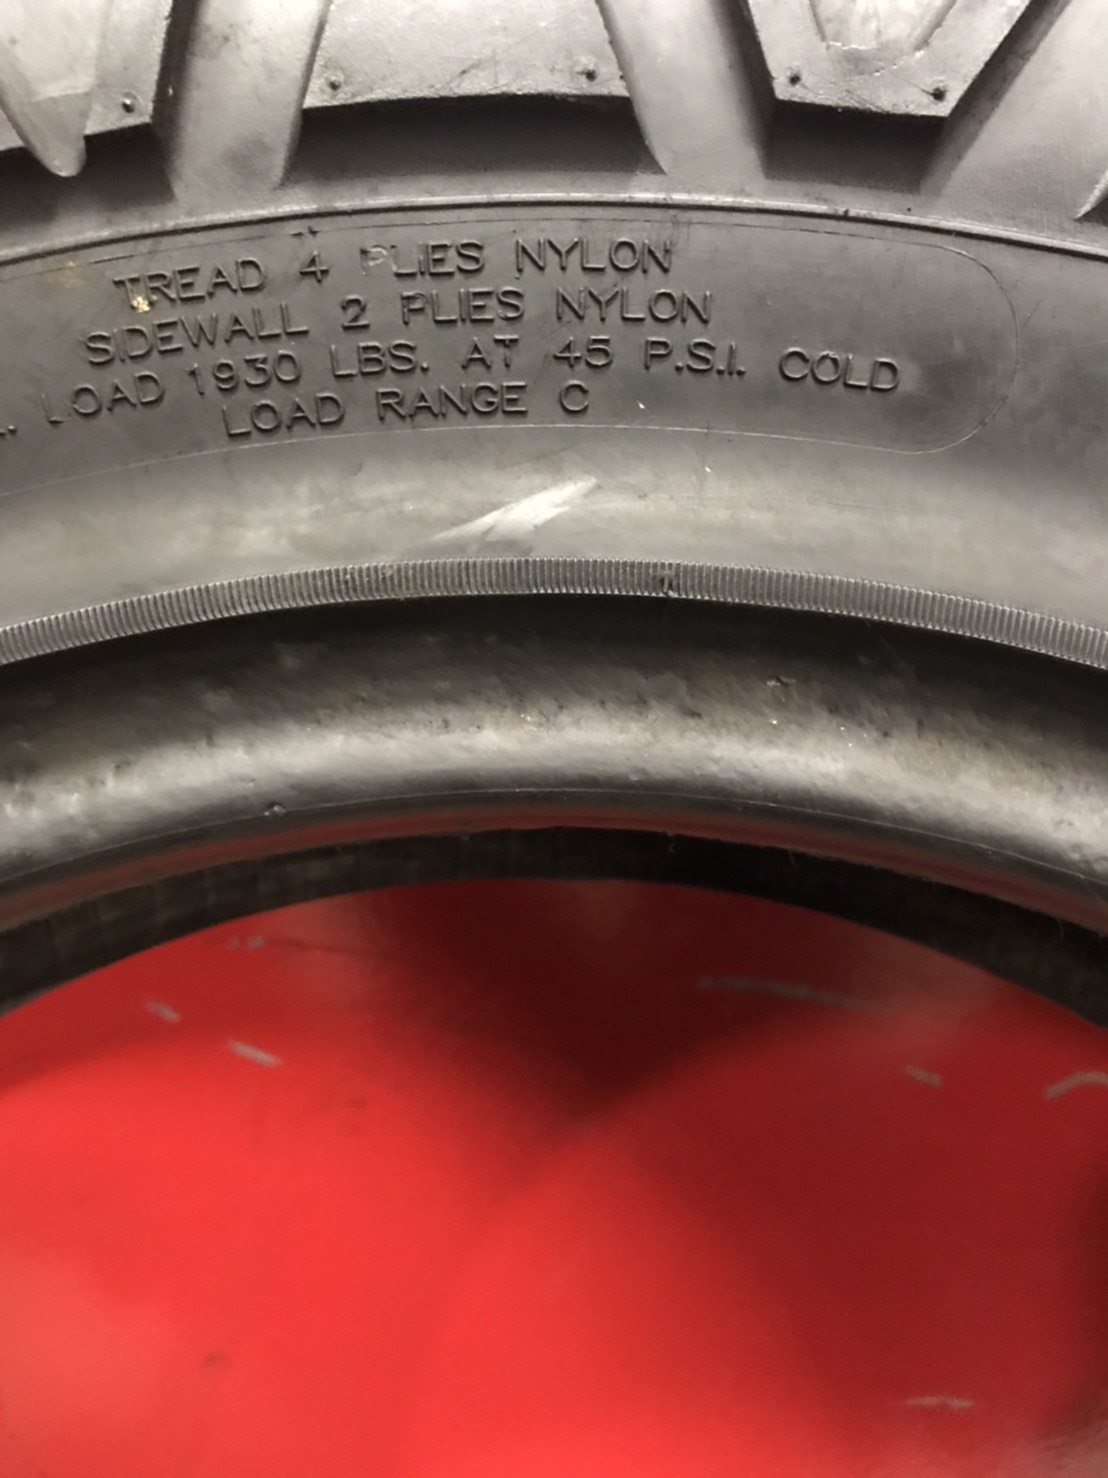 TREAD 4 PLIES NYLON
SIDEWALL 2 PLIES NYLON
LOAD 1930 LBS. AT 45 P.S.I. COLD
LOAD RANGE C